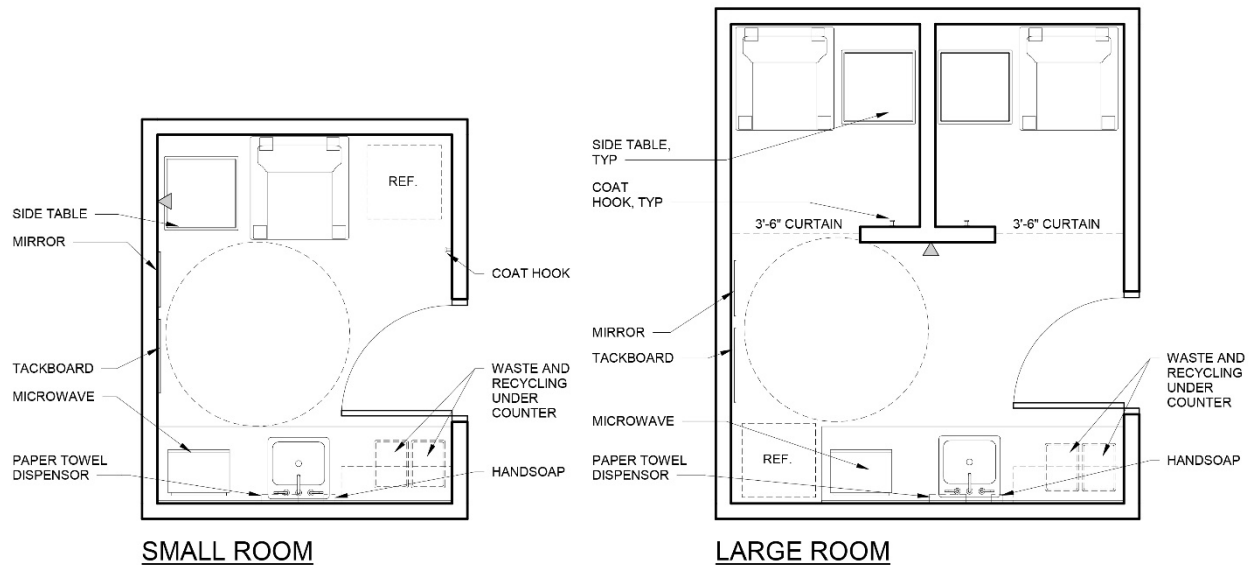 SIDE TABLE
MIRROR
TACKBOARD
MICROWAVE
PAPER TOWEL
DISPENSOR
REF.
COAT HOOK
WASTE AND
RECYCLING
UNDER
COUNTER
HANDSOAP
SMALL ROOM
SIDE TABLE,
TYP
COAT
HOOK, TYP
3'-6" CURTAIN
3'-6" CURTAIN
MIRROR
TACKBOARD
MICROWAVE
PAPER TOWEL
DISPENSOR
REF.
WASTE AND
RECYCLING
UNDER
COUNTER
HANDSOAP
LARGE ROOM